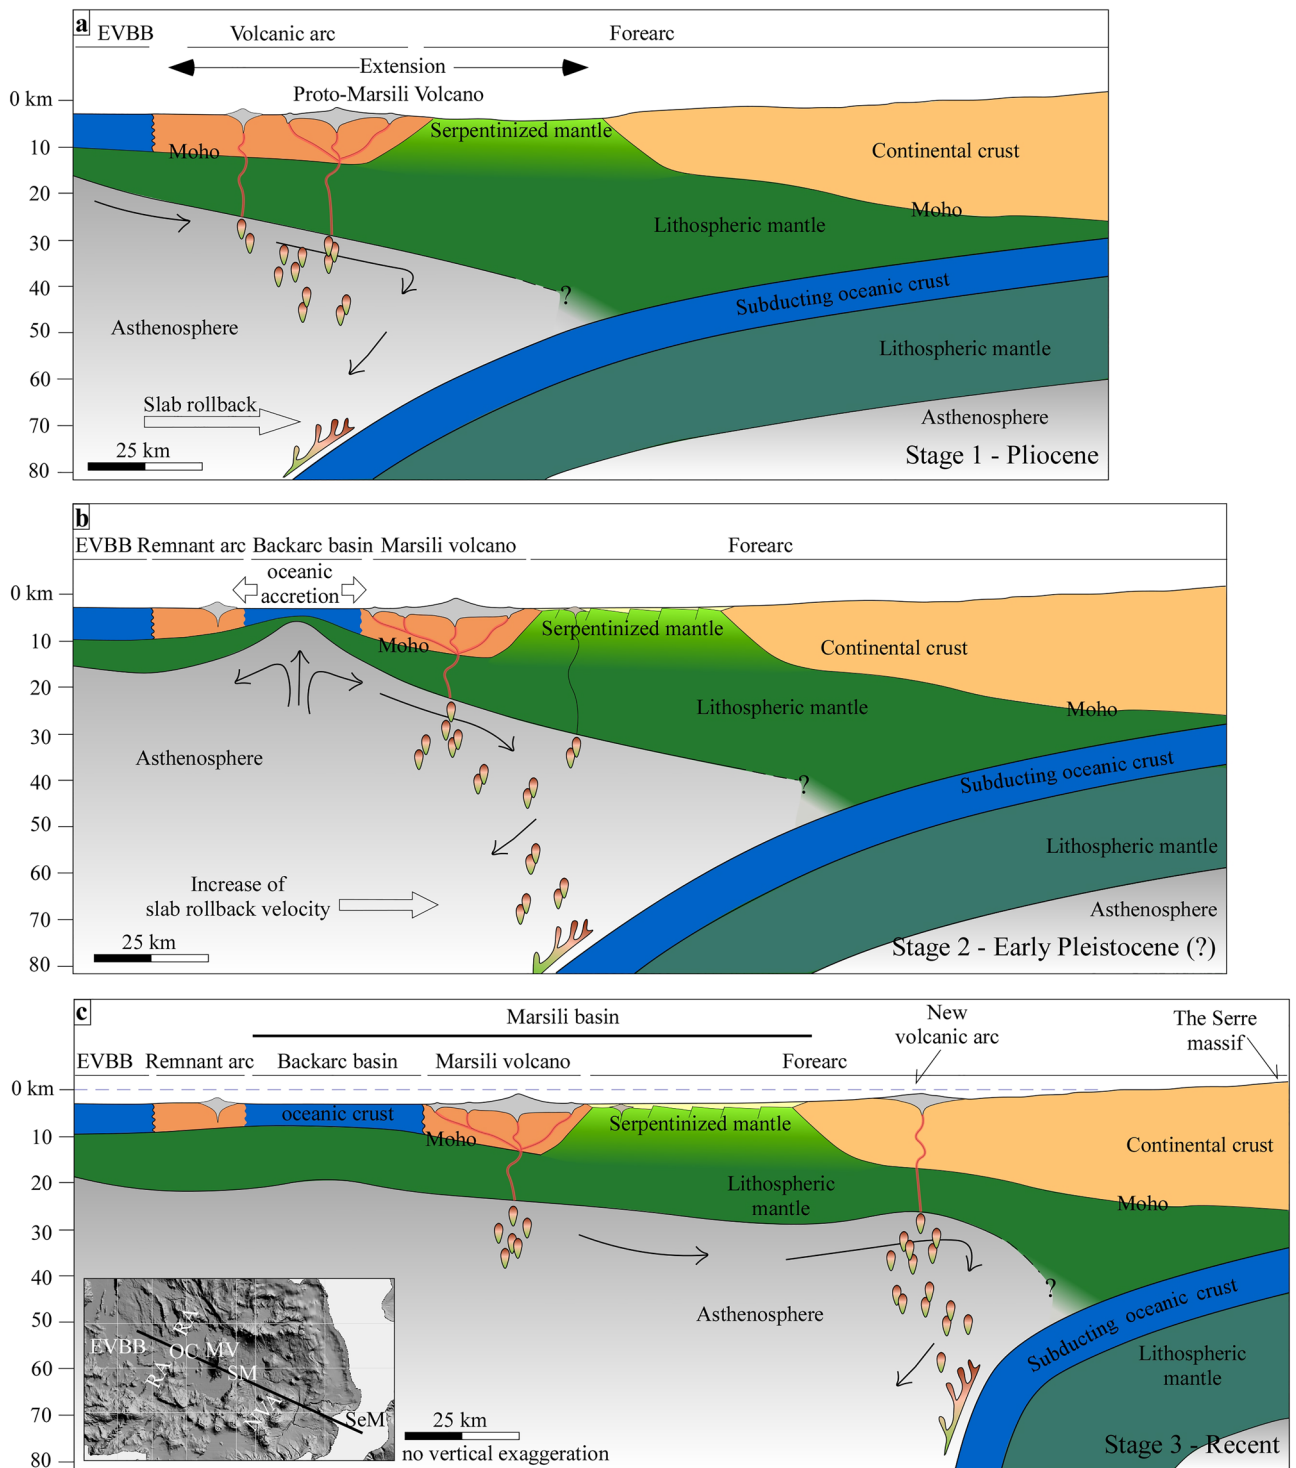 a
EVBB
Volcanic arc
Forearc
Extension
Proto-Marsili Volcano
0 km
10
20
30
40
50
60
70
80
Serpentinized mantle
Moho
Continental crust
Moho
Lithospheric mantle
?
Subducting oceanic crust
Asthenosphere
Lithospheric mantle
Slab rollback
Asthenosphere
25 km
Stage 1 - Pliocene
b
EVBB
Remnant arc
Backarc basin
Marsili volcano
Forearc
oceanic
accretion
0 km
10
20
30
40
50
60
70
80
Serpentinized mantle
Moho
Continental crust
Lithospheric mantle
Moho
Asthenosphere
?
Subducting oceanic crust
Lithospheric mantle
Increase of
slab rollback velocity
Asthenosphere
25 km
Stage 2 - Early Pleistocene (?)
c
Marsili basin
New
volcanic arc
The Serre
massif
EVBB
Remnant arc
Backarc basin
Marsili volcano
Forearc
0 km
10
20
30
40
50
60
70
80
oceanic crust
Moho
Serpentinized mantle
Continental crust
Lithospheric
mantle
Moho
?
Asthenosphere
Subducting oceanic crust
Lithospheric
mantle
EVBB
RA
RA
OC
MV
SM
VA
SeM
25 km
no vertical exaggeration
Stage 3 - Recent